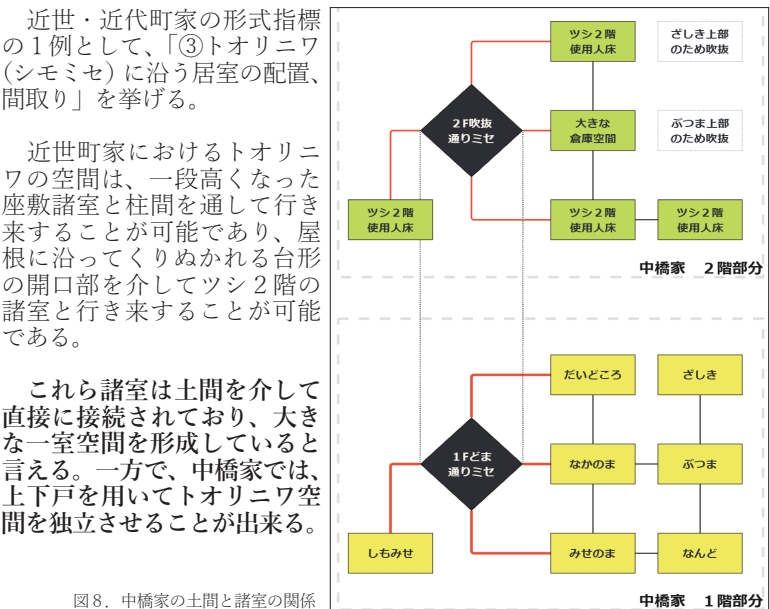 近世・近代町家の形式指標
の１例として、「③トオリニワ
（シモミセ）に沿う居室の配置、
間取り」を挙げる。
近世町家におけるトオリニ
ワの空間は、一段高くなった
座敷諸室と柱間を通して行き
来することが可能であり、屋
根に沿ってくりぬかれる台形
の開口部を介してツシ２階の
諸室と行き来することが可能
である。
これら諸室は土間を介して
直接に接続されており、大き
な一室空間を形成していると
言える。一方で、中橋家では、
上下戸を用いてトオリニワ空
間を独立させることが出来る。
図８．中橋家の土間と諸室の関係
ツシ２階
使用人床
ざしき上部
のため吹抜
２F吹抜
通りミセ
大きな
倉庫空間
ぶつま上部
のため吹抜
ツシ２階
使用人床
ツシ２階
使用人床
ツシ２階
使用人床
中橋家　２階部分
だいどころ
ざしき
１Fどま
通りミセ
なかのま
ぶつま
しもみせ
みせのま
なんど
中橋家　１階部分